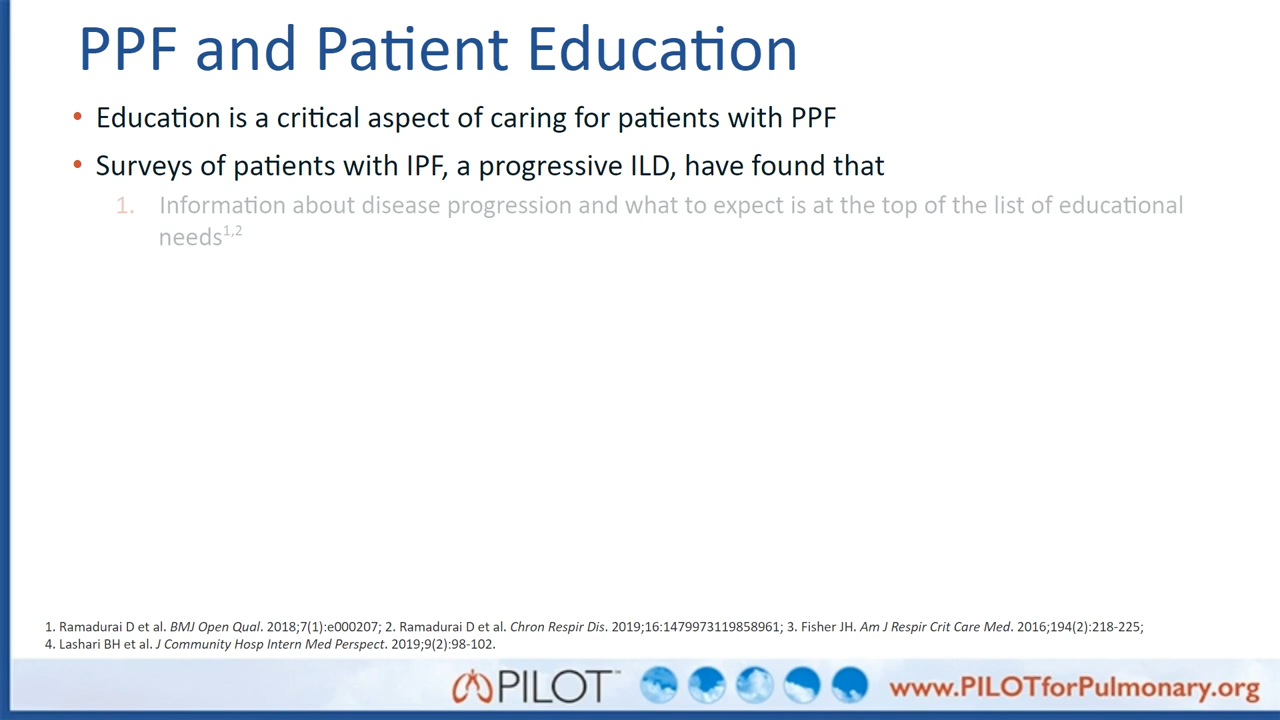 PPF and Patient Education
• Education is a critical aspect of caring for patients with PPF
• Surveys of patients with IPF, a progressive ILD, have found that
1. Information about disease progression and what to expect is at the top of the list of educational
needs1,2
1. Ramadurai D et al. BMJ Open Qual. 2018;7(1):e000207; 2. Ramadurai D et al. Chron Respir Dis. 2019;16:1479973119858961; 3. Fisher JH. Am J Respir Crit Care Med. 2016;194(2):218-225;
4. Lashari BH et al. J Community Hosp Intern Med Perspect. 2019;9(2):98-102.
PILOT™ www.PILOTforPulmonary.org